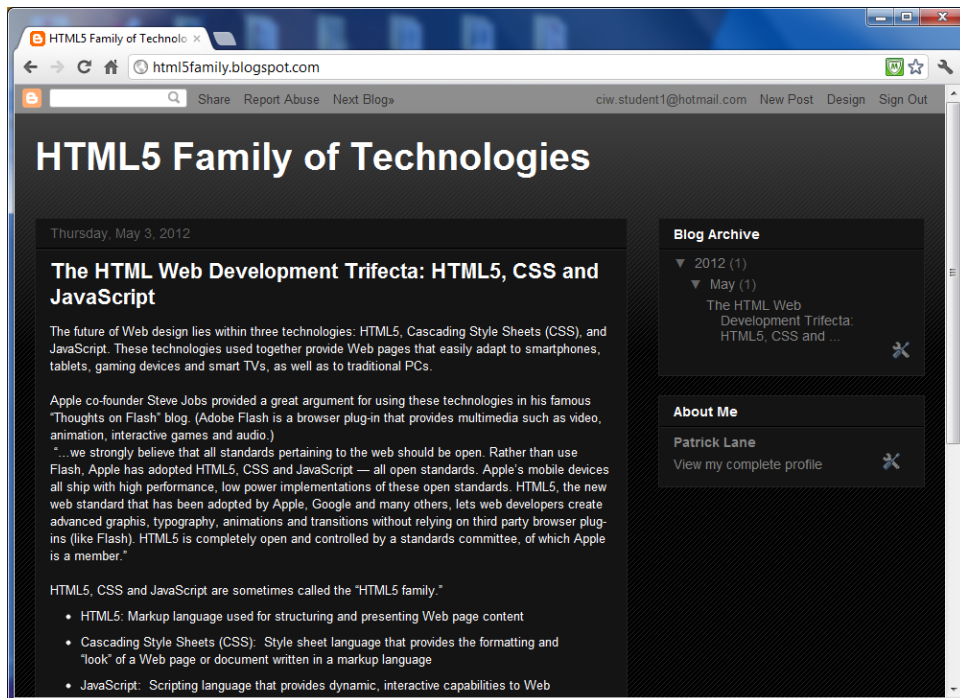 HTML5 Family of Technolo
html5family.blogspot.com
Share Report Abuse Next Blog» ciw.student1@hotmail.com New Post Design Sign Out
HTML5 Family of Technologies
Thursday, May 3, 2012
The HTML Web Development Trifecta: HTML5, CSS and
JavaScript
The future of Web design lies within three technologies: HTML5, Cascading Style Sheets (CSS), and
JavaScript. These technologies used together provide Web pages that easily adapt to smartphones,
tablets, gaming devices and smart TVs, as well as to traditional PCs.
Apple co-founder Steve Jobs provided a great argument for using these technologies in his famous
"Thoughts on Flash" blog. (Adobe Flash is a browser plug-in that provides multimedia such as video,
animation, interactive games and audio.)
"…we strongly believe that all standards pertaining to the web should be open. Rather than use
Flash, Apple has adopted HTML5, CSS and JavaScript — all open standards. Apple's mobile devices
all ship with high performance, low power implementations of these open standards. HTML5, the new
web standard that has been adopted by Apple, Google and many others, lets web developers create
advanced graphis, typography, animations and transitions without relying on third party browser plug-
ins (like Flash). HTML5 is completely open and controlled by a standards committee, of which Apple
is a member."
HTML5, CSS and JavaScript are sometimes called the "HTML5 family."
• HTML5: Markup language used for structuring and presenting Web page content
• Cascading Style Sheets (CSS): Style sheet language that provides the formatting and
"look" of a Web page or document written in a markup language
• JavaScript: Scripting language that provides dynamic, interactive capabilities to Web
Blog Archive
▼ 2012 (1)
▼ May (1)
The HTML Web
Development Trifecta:
HTML5, CSS and ...
About Me
Patrick Lane
View my complete profile